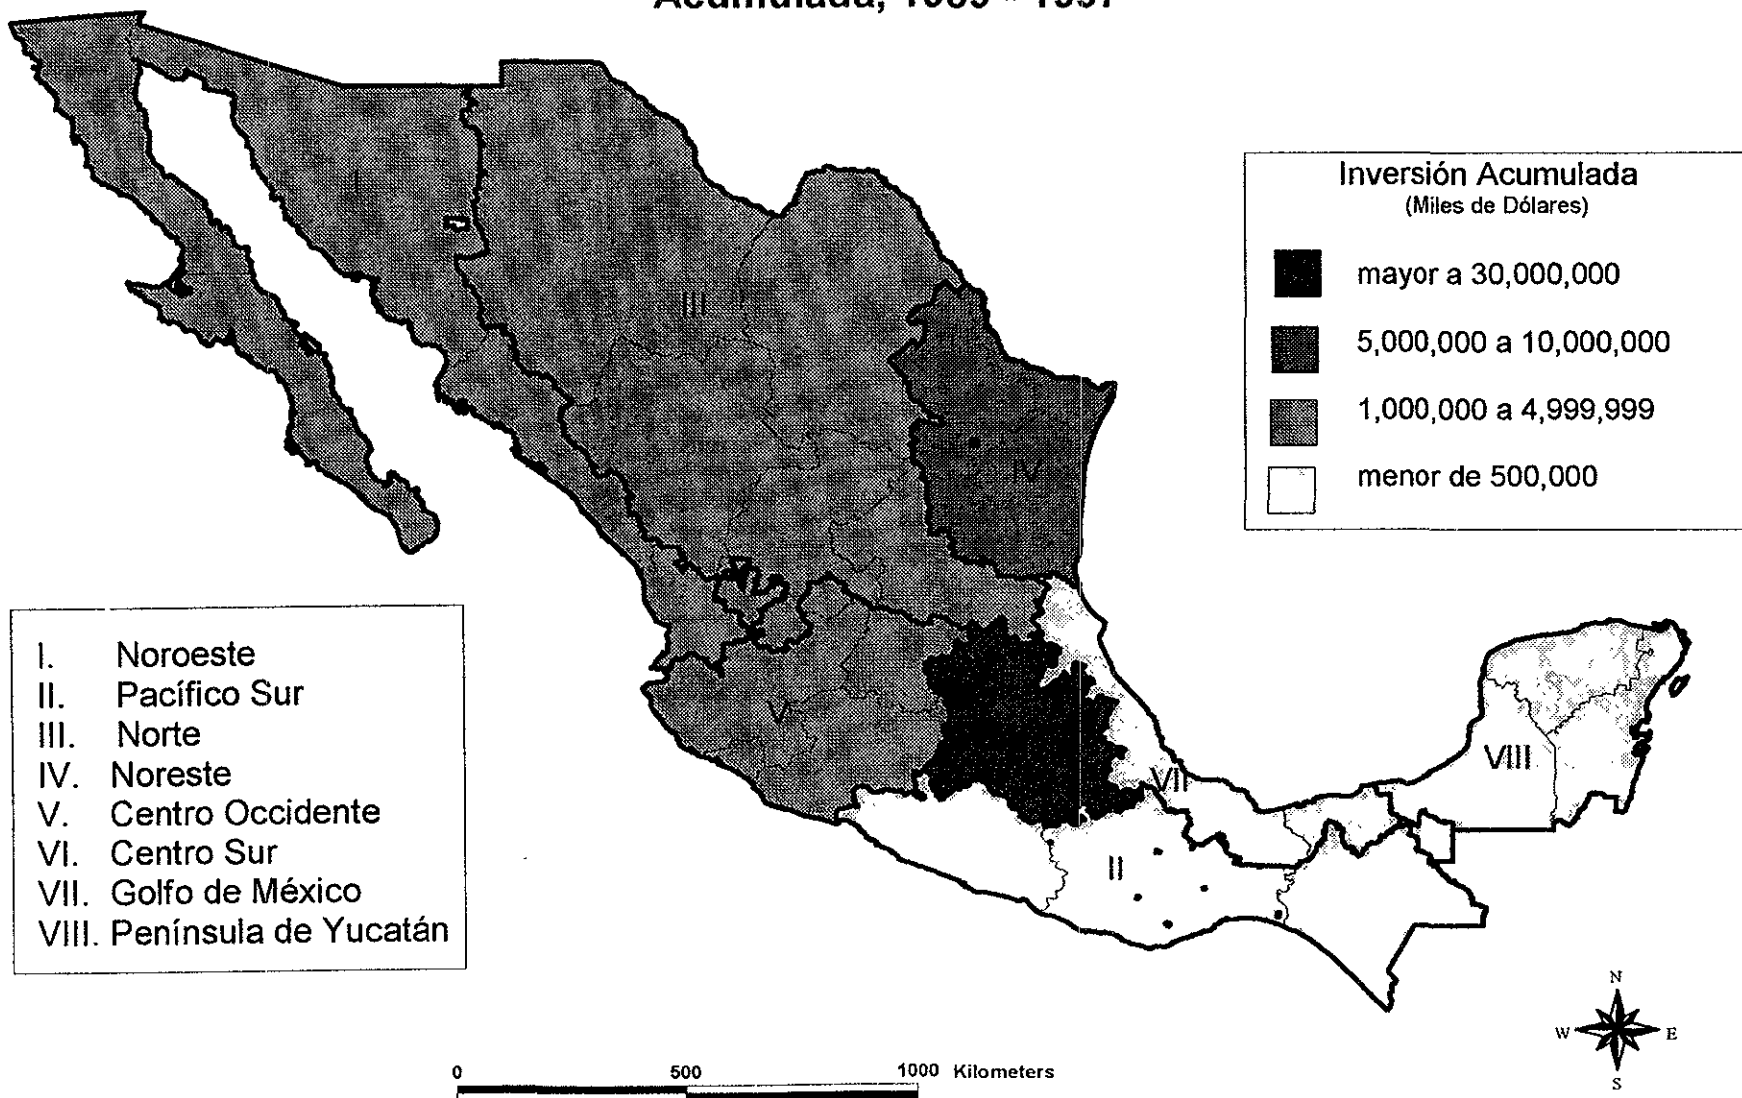 Inversión Acumulada
(Miles de Dólares)
mayor a 30,000,000
5,000,000 a 10,000,000
1,000,000 a 4,999,999
menor de 500,000
I
III
IV
V
VII
VIII
II
I. Noroeste
II. Pacífico Sur
III. Norte
IV. Noreste
V. Centro Occidente
VI. Centro Sur
VII. Golfo de México
VIII. Península de Yucatán
N
W E
S
0 500 1000 Kilometers